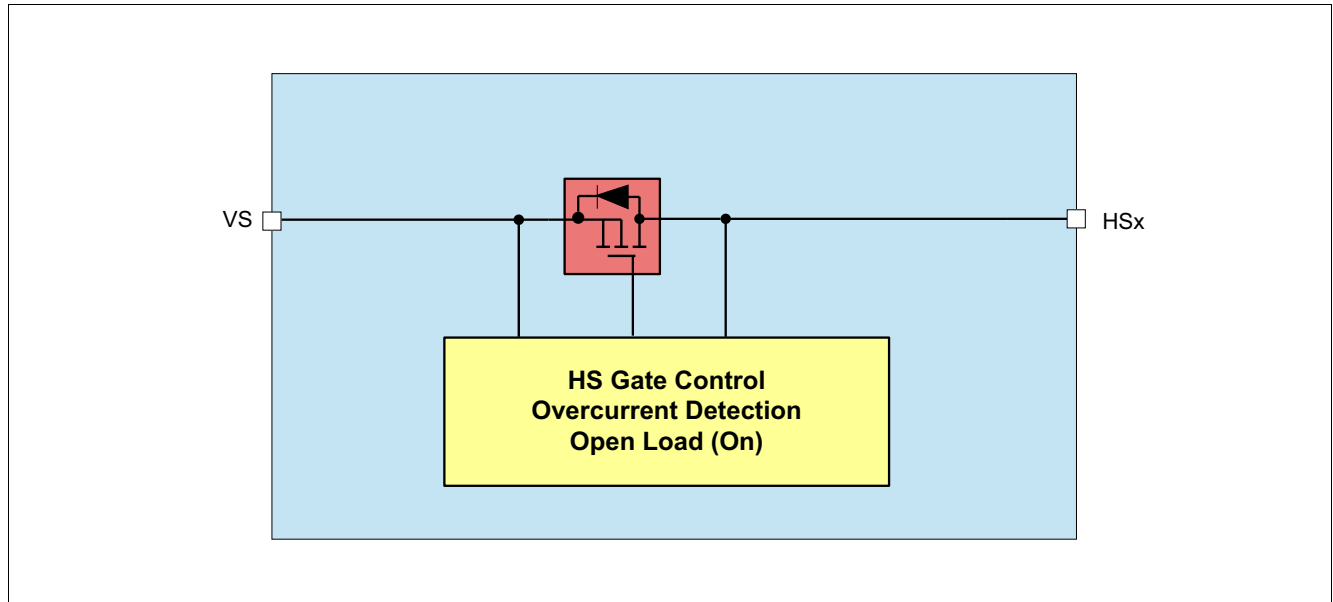 VS
HSx
HS Gate Control
Overcurrent Detection
Open Load (On)